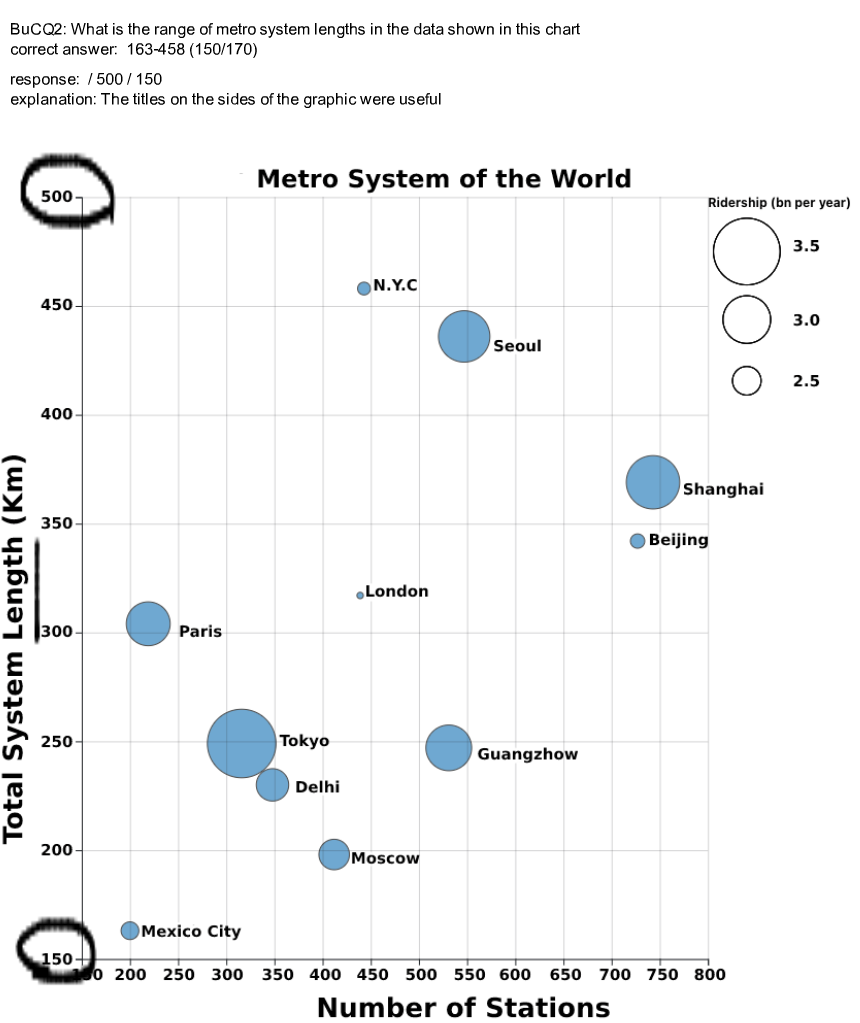 BuCQ2: What is the range of metro system lengths in the data shown in this chart
correct answer:  163-458 (150/170)
response:  / 500 / 150
explanation: The titles on the sides of the graphic were useful
Metro System of the World
Ridership (bn per year)
3.5
3.0
2.5
500
450
400
350
300
250
200
150
Total System Length (Km)
N.Y.C
Seoul
Shanghai
Beijing
London
Paris
Tokyo
Guangzhow
Delhi
Moscow
Mexico City
200 250 300 350 400 450 500 550 600 650 700 750 800
Number of Stations